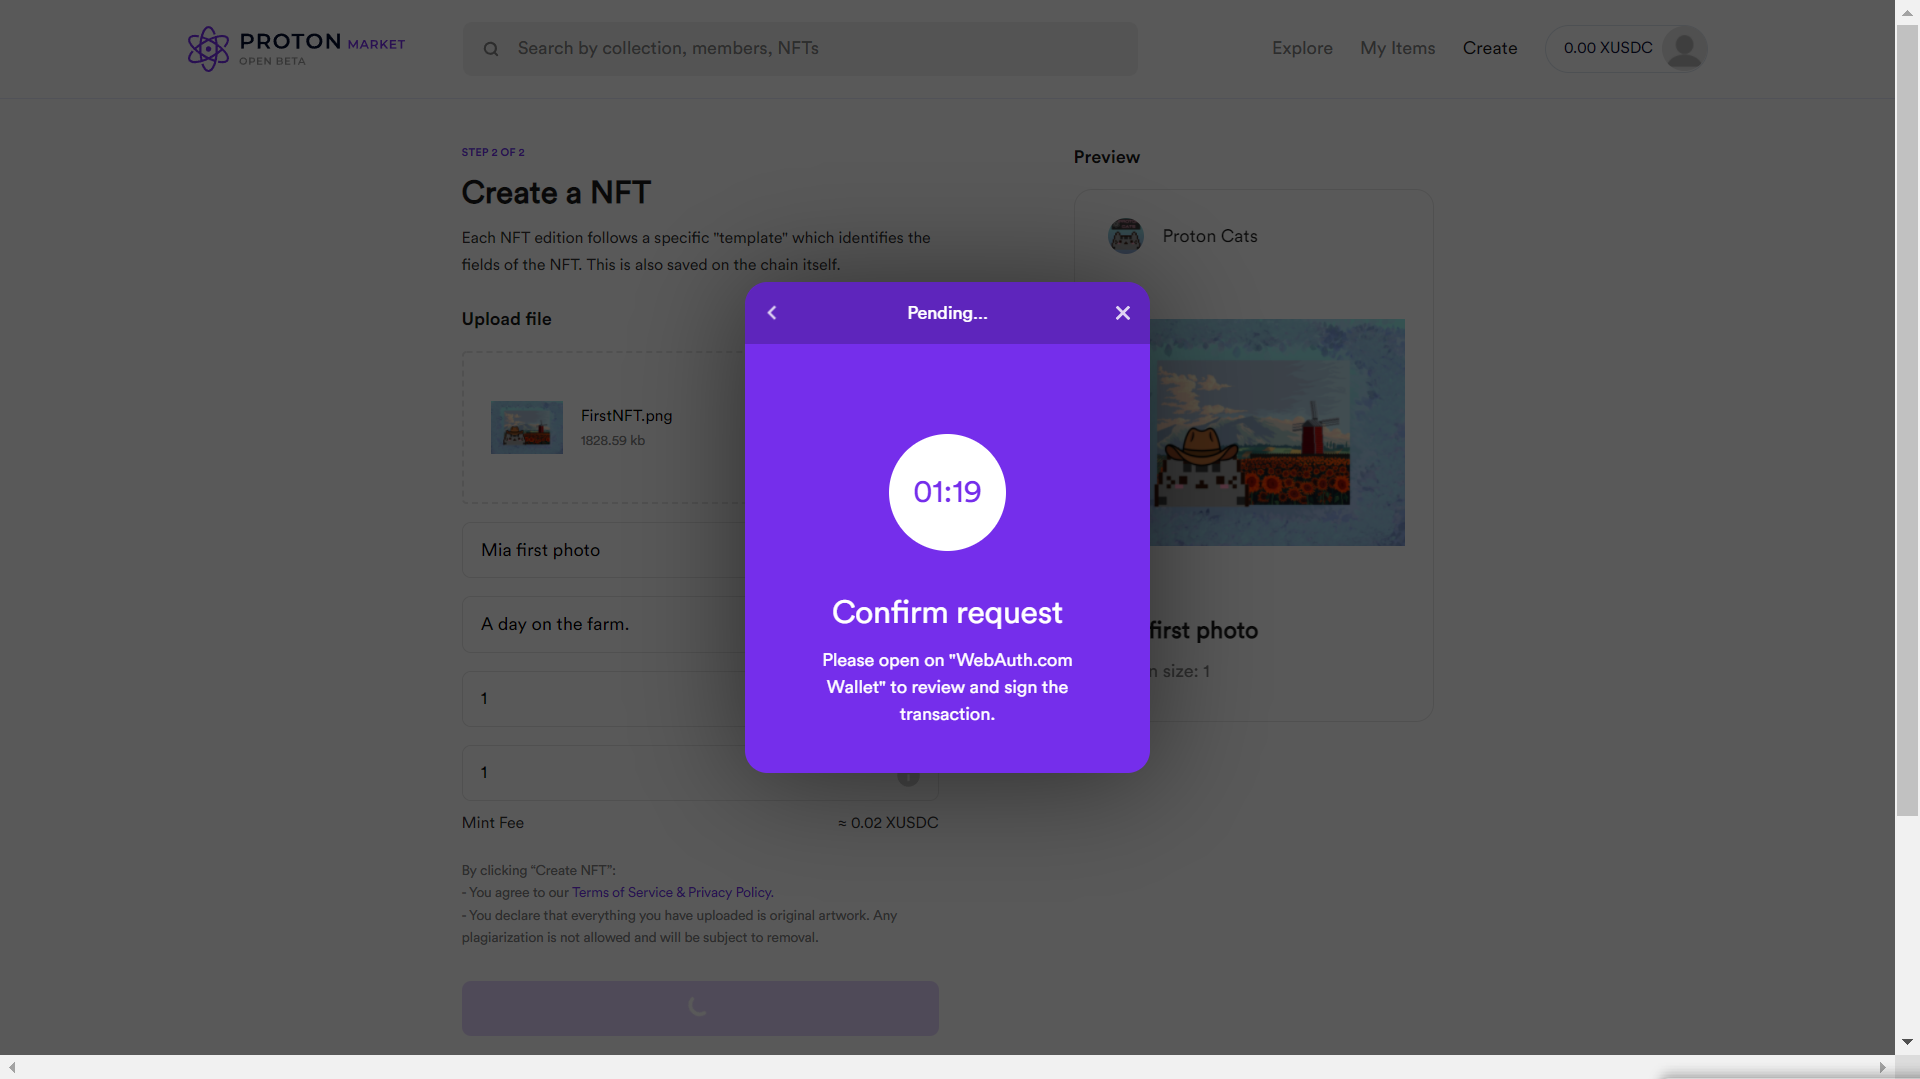 PROTON MARKET
OPEN BETA
Search by collection, members, NFTs
Explore
My Items
Create
0.00 XUSDC
STEP 2 OF 2
Create a NFT
Each NFT edition follows a specific "template" which identifies the
fields of the NFT. This is also saved on the chain itself.
Upload file
FirstNFT.png
1828.59 kb
Mia first photo
A day on the farm.
1
1
Mint Fee
≈ 0.02 XUSDC
By clicking “Create NFT”:
- You agree to our Terms of Service & Privacy Policy.
- You declare that everything you have uploaded is original artwork. Any
plagiarization is not allowed and will be subject to removal.
Preview
Proton Cats
first photo
size: 1
Pending...
01:19
Confirm request
Please open on "WebAuth.com
Wallet" to review and sign the
transaction.